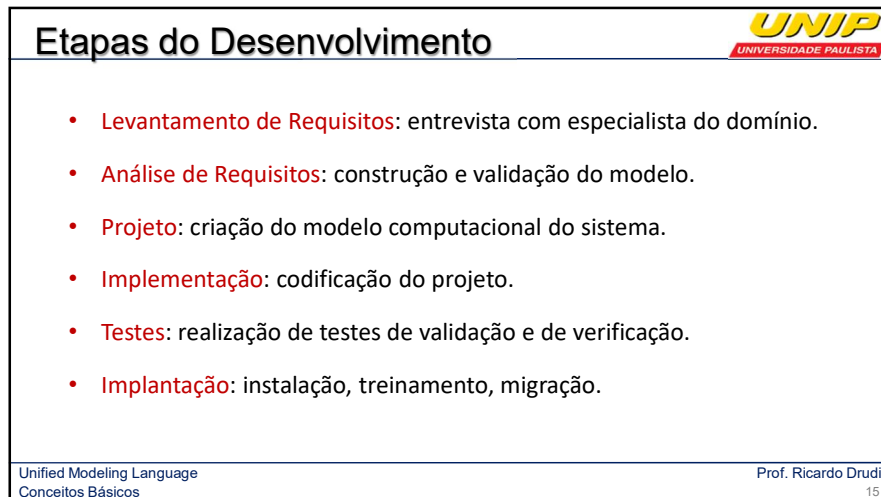 Etapas do Desenvolvimento
UNIP
UNIVERSIDADE PAULISTA
• Levantamento de Requisitos: entrevista com especialista do domínio.
• Análise de Requisitos: construção e validação do modelo.
• Projeto: criação do modelo computacional do sistema.
• Implementação: codificação do projeto.
• Testes: realização de testes de validação e de verificação.
• Implantação: instalação, treinamento, migração.
Unified Modeling Language
Prof. Ricardo Drudi
Conceitos Básicos
15